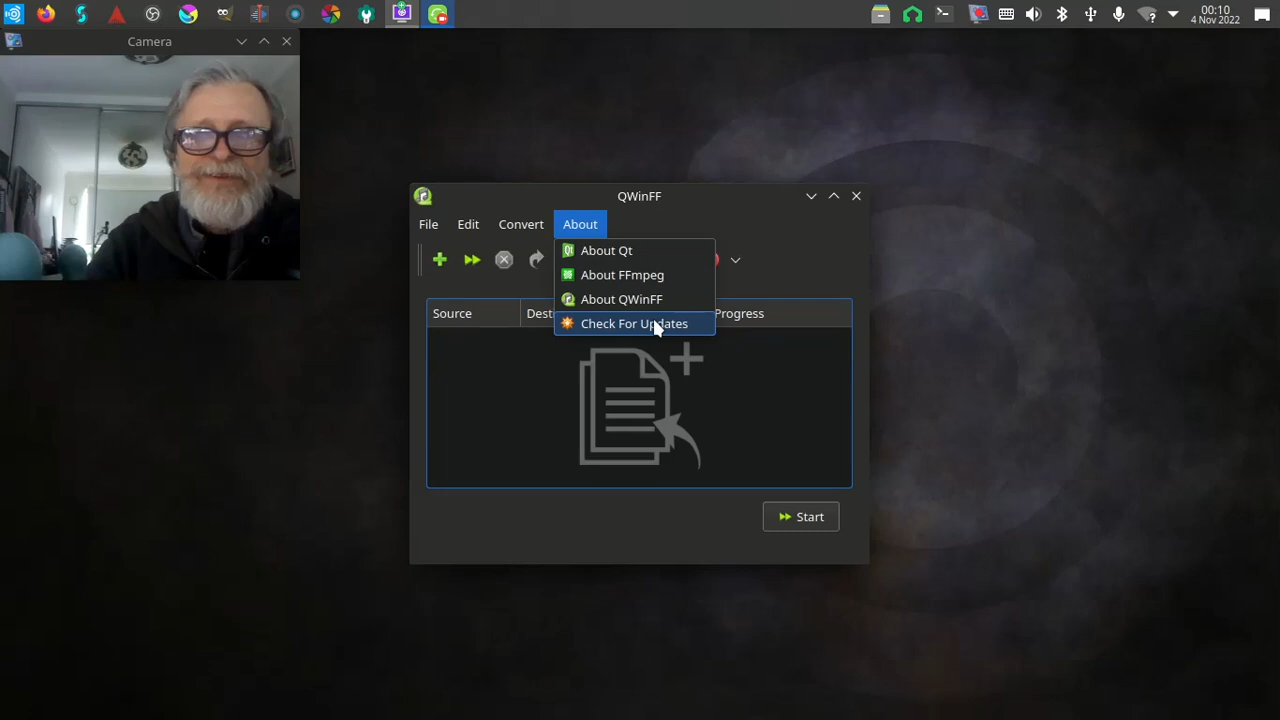 00:10
4 Nov 2022
Camera
QWinFF
File Edit Convert About
About Qt
About FFmpeg
About QWinFF
Check For Updates
Source Dest Progress
Start